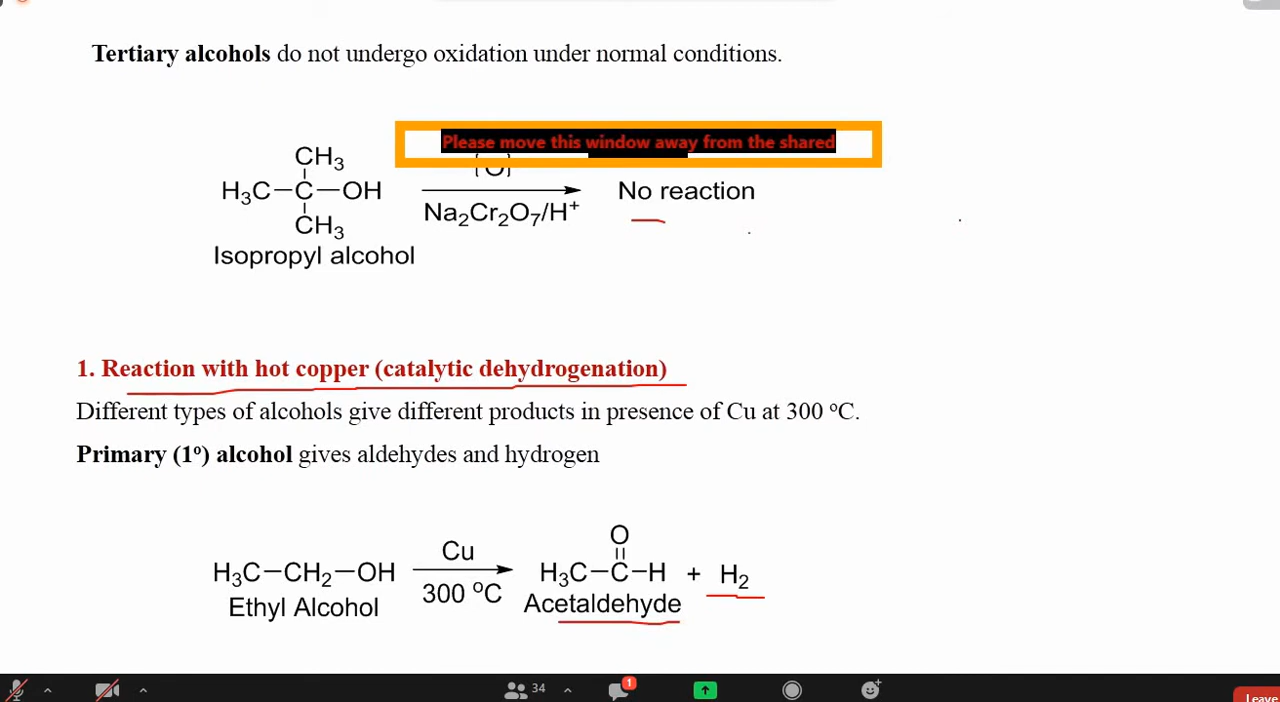 Tertiary alcohols do not undergo oxidation under normal conditions.
Please move this window away from the shared
CH3
[O]
H3C-C-OH
No reaction
Na2Cr2O7/H+
CH3
Isopropyl alcohol
1. Reaction with hot copper (catalytic dehydrogenation)
Different types of alcohols give different products in presence of Cu at 300 °C.
Primary (1º) alcohol gives aldehydes and hydrogen
O
Cu
H3C-CH2-OH
H3C-C-H + H2
300 °C
Ethyl Alcohol
Acetaldehyde
34
1
Leave